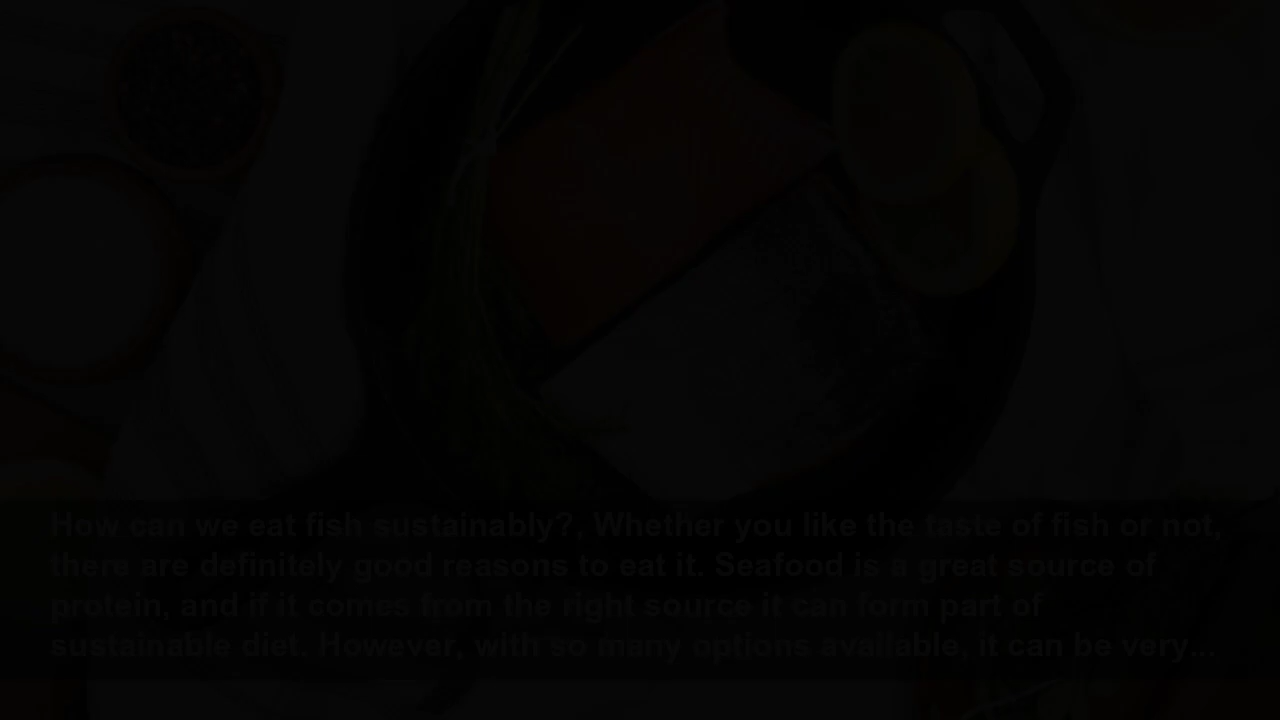 How can we eat fish sustainably?. Whether you like the taste of fish or not,
there are definitely good reasons to eat it. Seafood is a great source of
protein, and if it comes from the right source it can form part of
sustainable diet. However, with so many options available, it can be very...